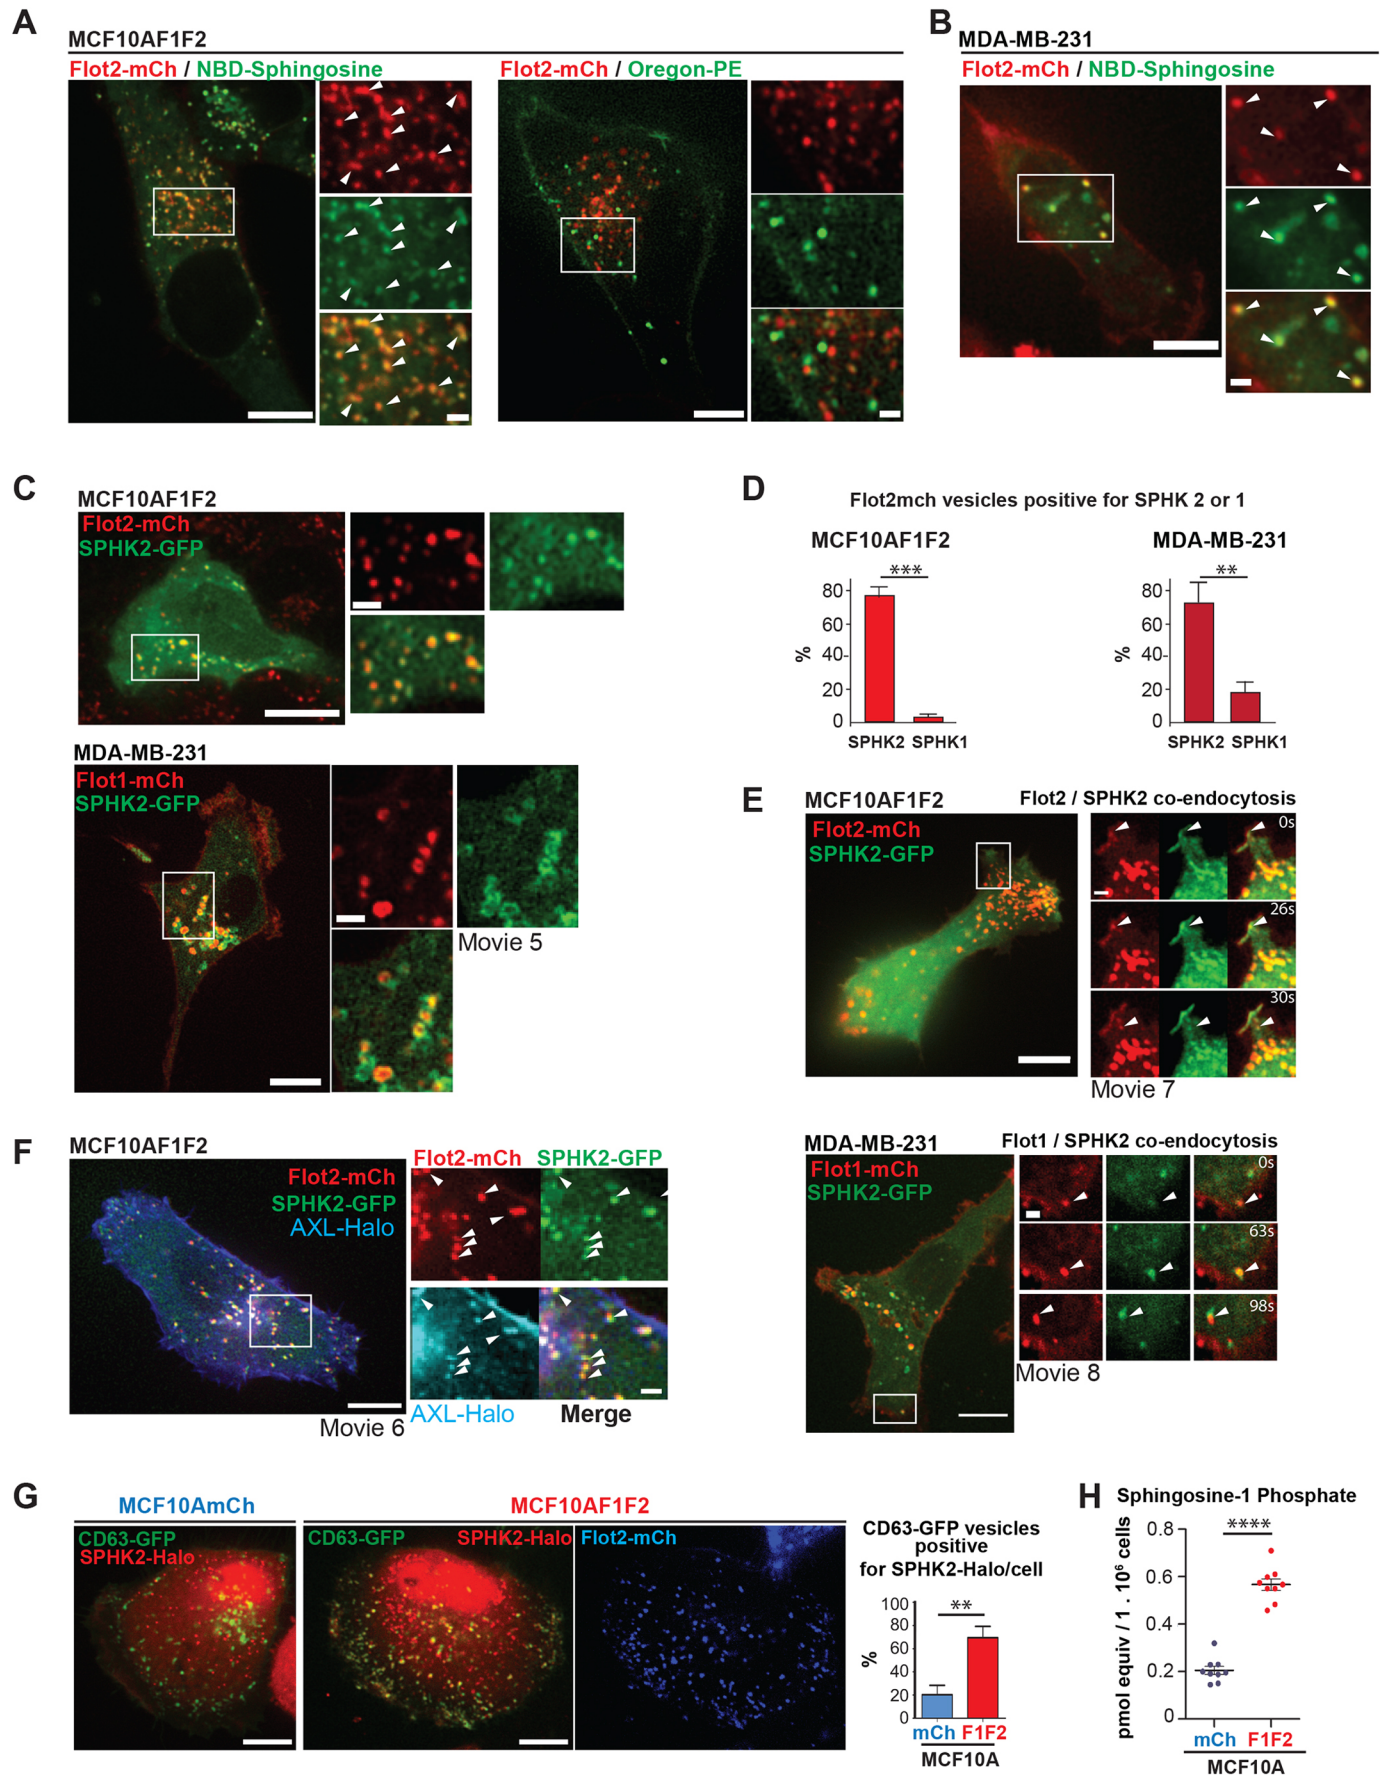 A
MCF10AF1F2
Flot2-mCh / NBD-Sphingosine
Flot2-mCh / Oregon-PE
B
MDA-MB-231
Flot2-mCh / NBD-Sphingosine
C
MCF10AF1F2
Flot2-mCh
SPHK2-GFP
MDA-MB-231
Flot1-mCh
SPHK2-GFP
Movie 5
D
Flot2mch vesicles positive for SPHK 2 or 1
MCF10AF1F2
***
80
60
40
20
0
%
SPHK2 SPHK1
MDA-MB-231
**
80
60
40
20
0
%
SPHK2 SPHK1
E
MCF10AF1F2
Flot2 / SPHK2 co-endocytosis
Flot2-mCh
SPHK2-GFP
0s
26s
30s
Movie 7
MDA-MB-231
Flot1 / SPHK2 co-endocytosis
Flot1-mCh
SPHK2-GFP
0s
63s
98s
Movie 8
F
MCF10AF1F2
Flot2-mCh
SPHK2-GFP
AXL-Halo
Movie 6
Flot2-mCh SPHK2-GFP
AXL-Halo Merge
G
MCF10AmCh
CD63-GFP
SPHK2-Halo
MCF10AF1F2
CD63-GFP SPHK2-Halo
Flot2-mCh
CD63-GFP vesicles
positive
for SPHK2-Halo/cell
**
100
80
60
40
20
0
%
mCh F1F2
MCF10A
H
Sphingosine-1 Phosphate
****
0.8
0.6
0.4
0.2
0
pmol equiv / 1 . 10⁶ cells
mCh F1F2
MCF10A